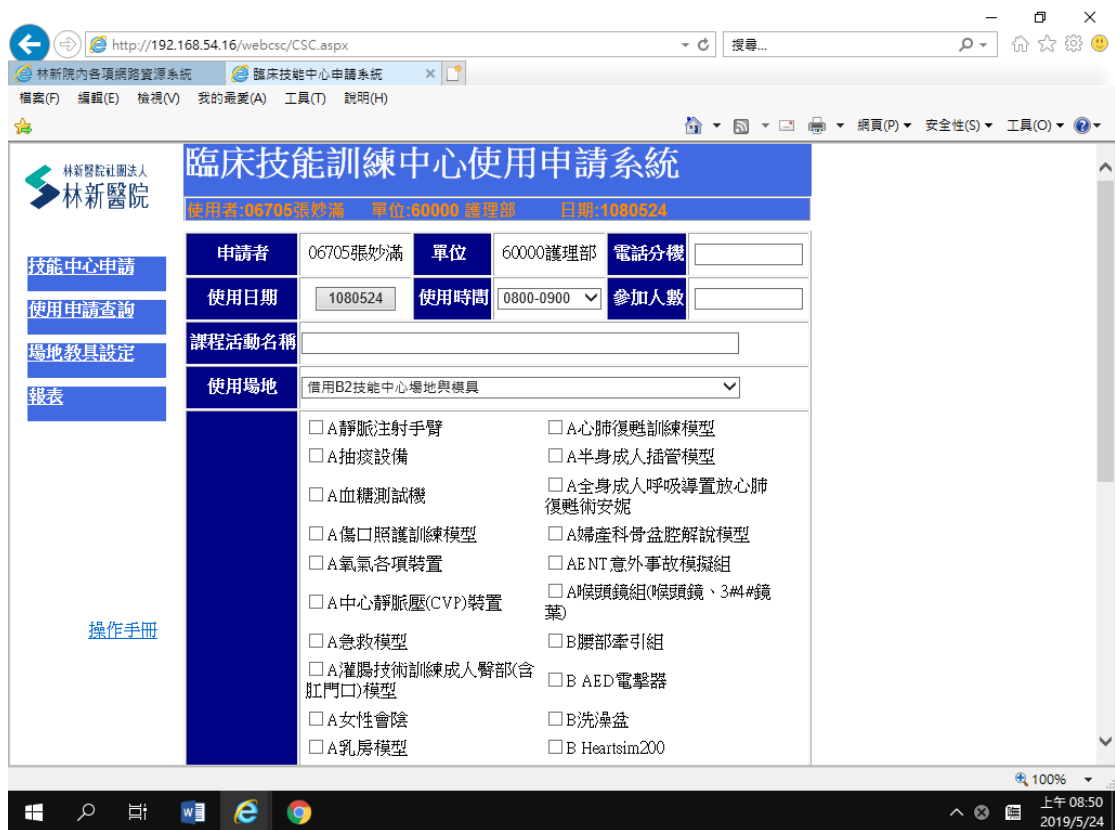 http://192.168.54.16/webcsc/CSC.aspx
搜尋...
林新院內各項網路資源系統
臨床技能中心申請系統
檔案(F) 編輯(E) 檢視(V) 我的最愛(A) 工具(T) 說明(H)
網頁(P) 安全性(S) 工具(O)
林新醫院社團法人
林新醫院
臨床技能訓練中心使用申請系統
使用者:06705張妙滿 單位:60000 護理部 日期:1080524
技能中心申請
使用申請查詢
場地教具設定
報表
操作手冊
申請者 06705張妙滿 單位 60000護理部 電話分機
使用日期 1080524 使用時間 0800-0900 參加人數
課程活動名稱
使用場地 借用B2技能中心場地與模具
A靜脈注射手臂 A心肺復甦訓練模型
A抽痰設備 A半身成人插管模型
A血糖測試機 A全身成人呼吸導置放心肺
復甦術安妮
A傷口照護訓練模型 A婦產科骨盆腔解說模型
A氧氣各項裝置 AENT意外事故模擬組
A中心靜脈壓(CVP)裝置 A喉頭鏡組(喉頭鏡、3#4#鏡
葉)
A急救模型 B腰部牽引組
A灌腸技術訓練成人臀部(含
肛門口)模型 B AED電擊器
A女性會陰 B洗澡盆
A乳房模型 B Heartsim200
100%
上午 08:50
2019/5/24